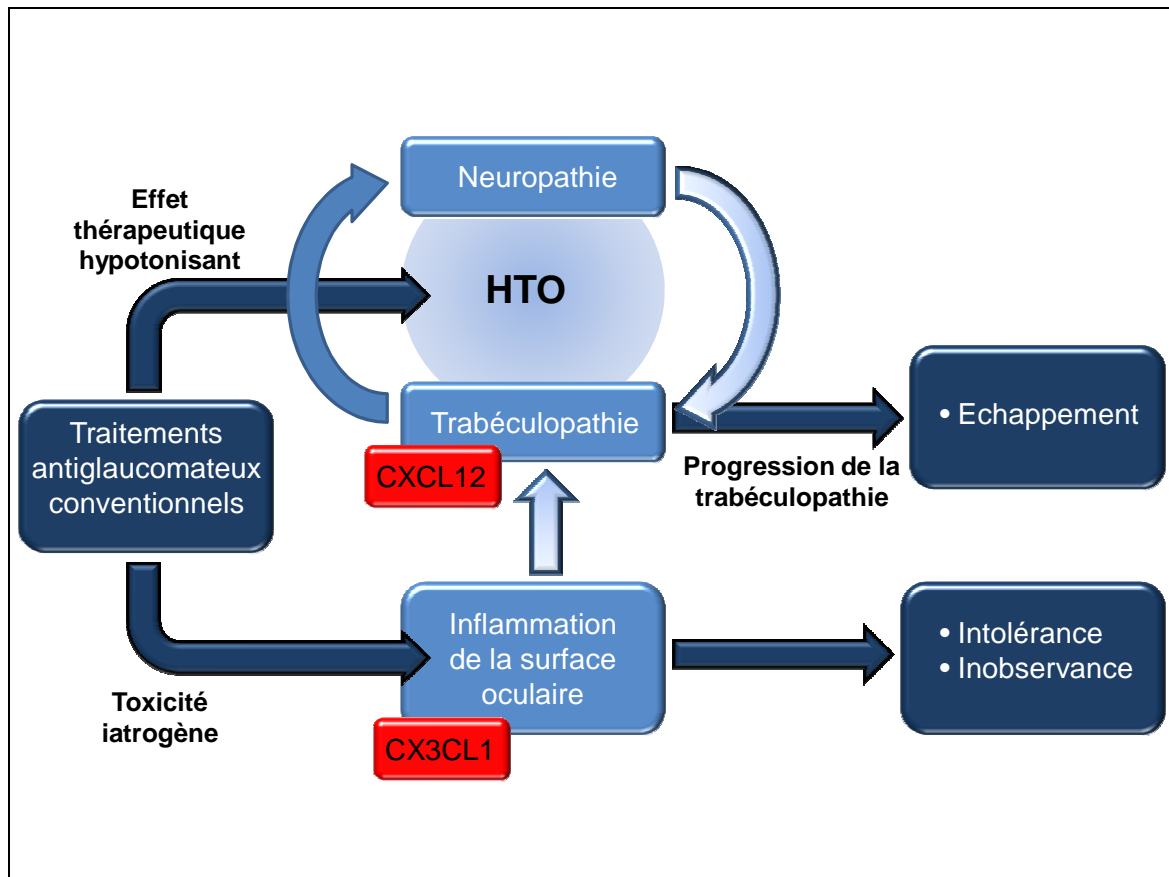 Neuropathie
Effet
thérapeutique
hypotonisant
HTO
Traitements
antiglaucomateux
conventionnels
Trabéculopathie
CXCL12
Progression de la
trabéculopathie
• Echappement
Inflammation
de la surface
oculaire
CX3CL1
Toxicité
iatrogène
• Intolérance
• Inobservance